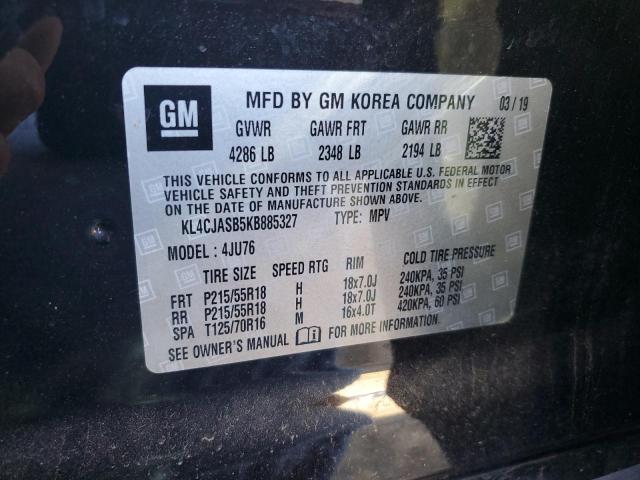 GM
MFD BY GM KOREA COMPANY 03/19
GVWR GAWR FRT GAWR RR
4286 LB 2348 LB 2194 LB
THIS VEHICLE CONFORMS TO ALL APPLICABLE U.S. FEDERAL MOTOR
VEHICLE SAFETY AND THEFT PREVENTION STANDARDS IN EFFECT
ON THE DATE OF MANUFACTURE SHOWN ABOVE.
KL4CJASB5KB885327 TYPE: MPV
MODEL: 4JU76
TIRE SIZE SPEED RTG RIM COLD TIRE PRESSURE
FRT P215/55R18 H 18x7.0J 240KPA, 35 PSI
RR P215/55R18 H 18x7.0J 240KPA, 35 PSI
SPA T125/70R16 M 16x4.0T 420KPA, 60 PSI
SEE OWNER'S MANUAL FOR MORE INFORMATION.